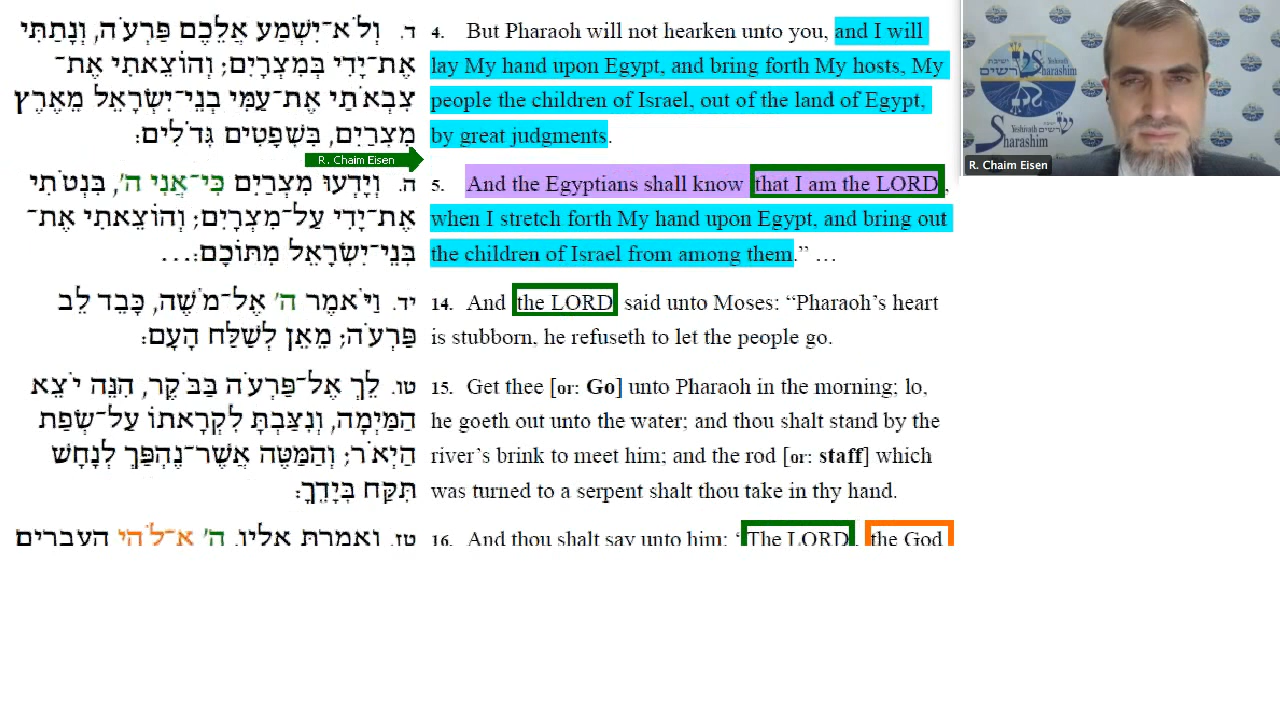 ד. וְלֹא־יִשְׁמַע אֲלֵכֶם פַּרְעֹה, וְנָתַתִּי
אֶת־יָדִי בְּמִצְרָיִם; וְהוֹצֵאתִי אֶת־
צִבְאֹתַי אֶת־עַמִּי בְנֵי־יִשְׂרָאֵל מֵאֶרֶץ
מִצְרַיִם, בִּשְׁפָטִים גְּדֹלִים:
4. But Pharaoh will not hearken unto you, and I will
lay My hand upon Egypt, and bring forth My hosts, My
people the children of Israel, out of the land of Egypt,
by great judgments.
R. Chaim Eisen
ה. וְיָדְעוּ מִצְרַיִם כִּי־אֲנִי ה', בִּנְטֹתִי
אֶת־יָדִי עַל־מִצְרָיִם; וְהוֹצֵאתִי אֶת־
בְּנֵי־יִשְׂרָאֵל מִתּוֹכָם:...
5. And the Egyptians shall know that I am the LORD,
when I stretch forth My hand upon Egypt, and bring out
the children of Israel from among them.” …
יד. וַיֹּאמֶר ה' אֶל־מֹשֶׁה, כָּבֵד לֵב
פַּרְעֹה; מֵאֵן לְשַׁלַּח הָעָם:
14. And the LORD said unto Moses: “Pharaoh’s heart
is stubborn, he refuseth to let the people go.
טו. לֵךְ אֶל־פַּרְעֹה בַּבֹּקֶר, הִנֵּה יֹצֵא
הַמַּיְמָה, וְנִצַּבְתָּ לִקְרָאתוֹ עַל־שְׂפַת
הַיְאֹר; וְהַמַּטֶּה אֲשֶׁר־נֶהְפַּךְ לְנָחָשׁ
תִּקַּח בְּיָדֶךָ:
15. Get thee [or: Go] unto Pharaoh in the morning; lo,
he goeth out unto the water; and thou shalt stand by the
river’s brink to meet him; and the rod [or: staff] which
was turned to a serpent shalt thou take in thy hand.
טז. ואמרת אליו, ה' א־לֹהי העברים
16. And thou shalt say unto him: ‘The LORD, the God
Yeshivath
Sharashim
Yeshivath
Sharashim
R. Chaim Eisen